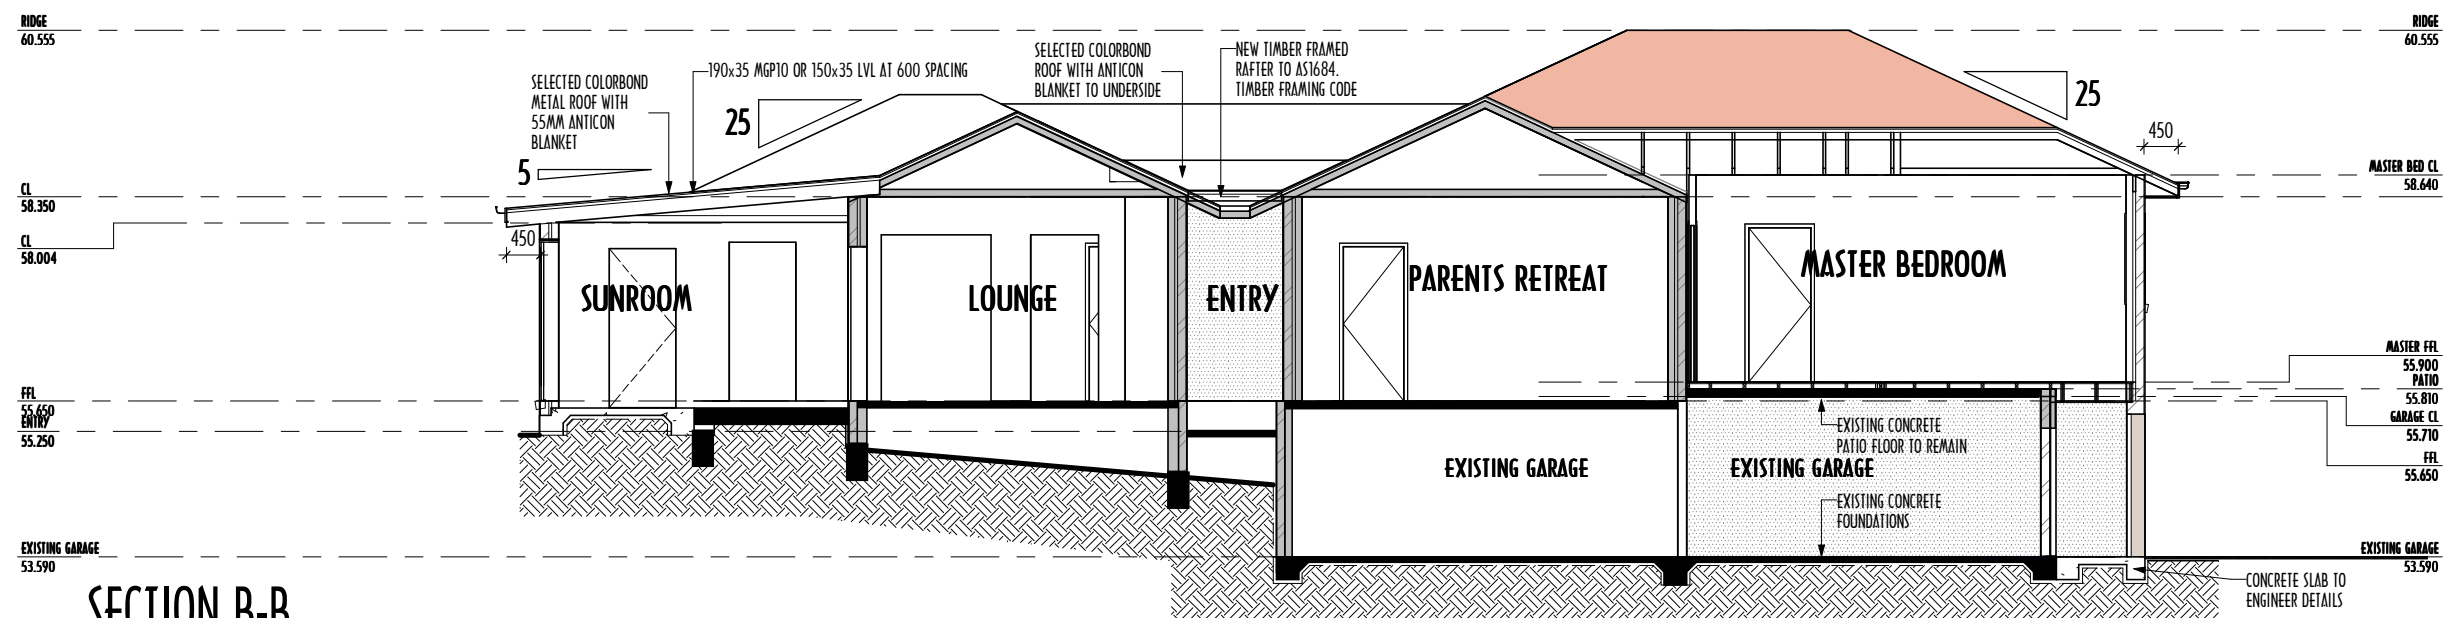 RIDGE
60.555
RIDGE
60.555
SELECTED COLORBOND
METAL ROOF WITH
55MM ANTICON
BLANKET
190x35 MGP10 OR 150x35 LVL AT 600 SPACING
25
5
SELECTED COLORBOND
ROOF WITH ANTICON
BLANKET TO UNDERSIDE
NEW TIMBER FRAMED
RAFTER TO AS1684.
TIMBER FRAMING CODE
25
450
CL
58.350
MASTER BED CL
58.640
CL
58.004
450
SUNROOM
LOUNGE
ENTRY
PARENTS RETREAT
MASTER BEDROOM
FFL
55.650
ENTRY
55.250
MASTER FFL
55.900
PATIO
55.810
GARAGE CL
55.710
FFL
55.650
EXISTING CONCRETE
PATIO FLOOR TO REMAIN
EXISTING GARAGE
EXISTING GARAGE
EXISTING CONCRETE
FOUNDATIONS
EXISTING GARAGE
53.590
EXISTING GARAGE
53.590
CONCRETE SLAB TO
ENGINEER DETAILS
SECTION B-B